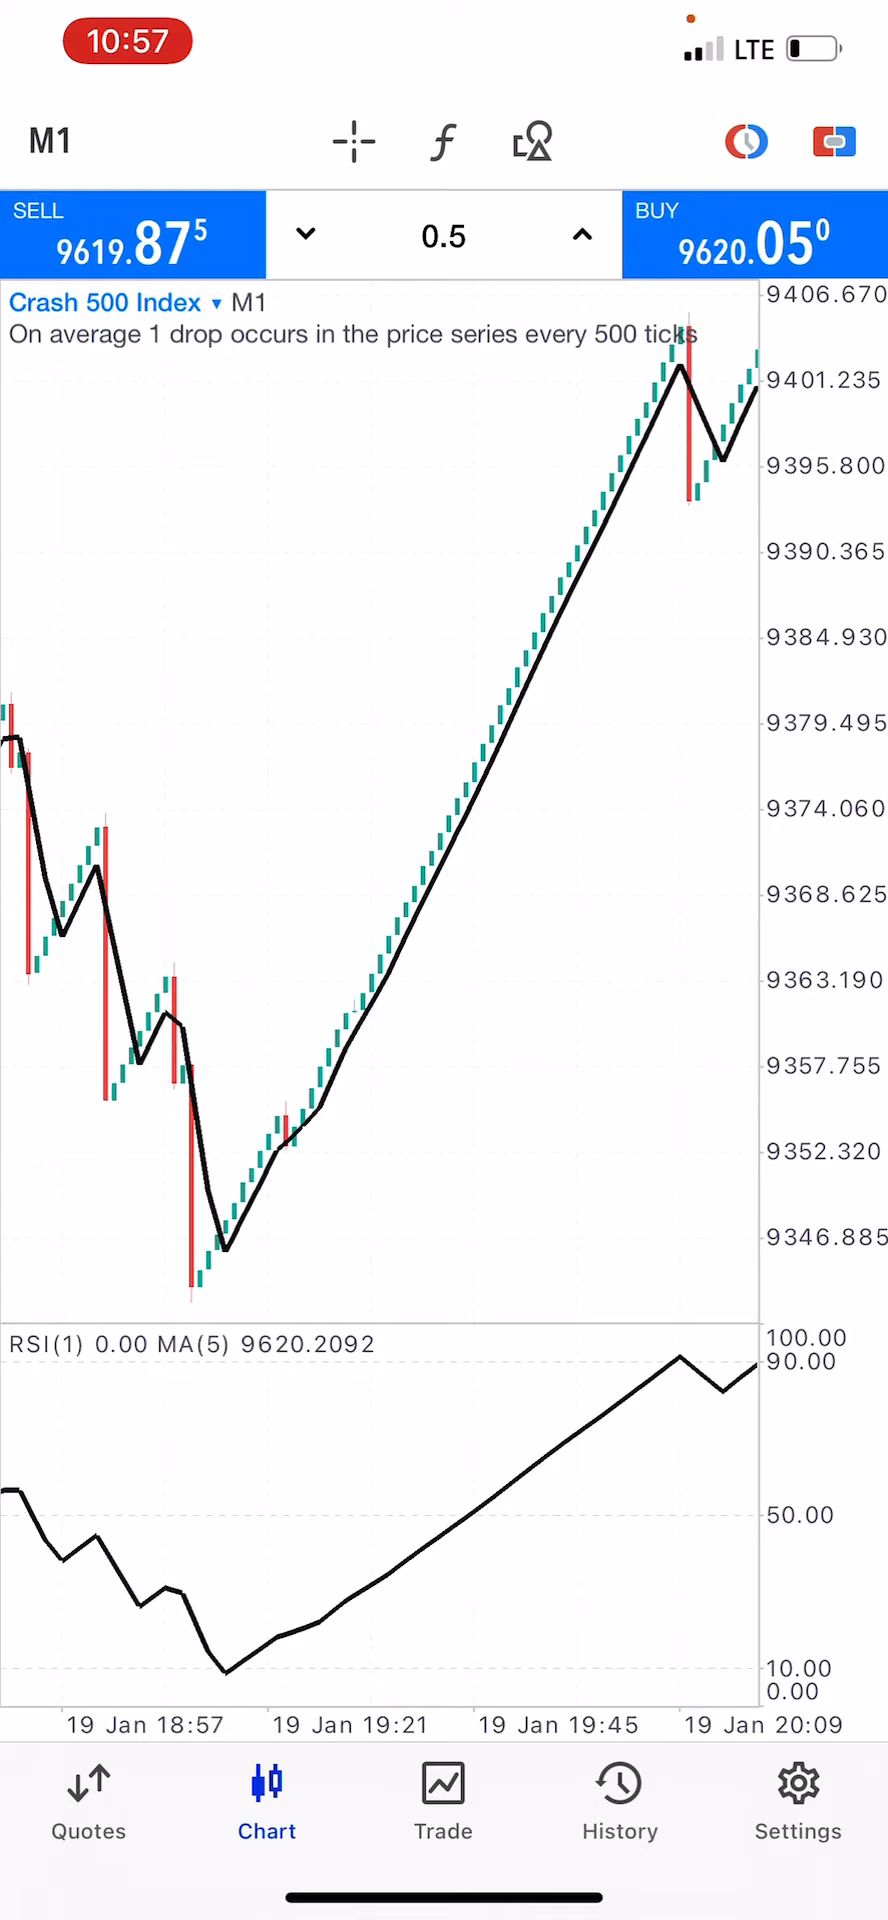 10:57
LTE
M1
SELL
9619.875
0.5
BUY
9620.050
Crash 500 Index ▾ M1
On average 1 drop occurs in the price series every 500 ticks
9406.670
9401.235
9395.800
9390.365
9384.930
9379.495
9374.060
9368.625
9363.190
9357.755
9352.320
9346.885
RSI(1) 0.00 MA(5) 9620.2092
100.00
90.00
50.00
10.00
0.00
19 Jan 18:57
19 Jan 19:21
19 Jan 19:45
19 Jan 20:09
Quotes
Chart
Trade
History
Settings